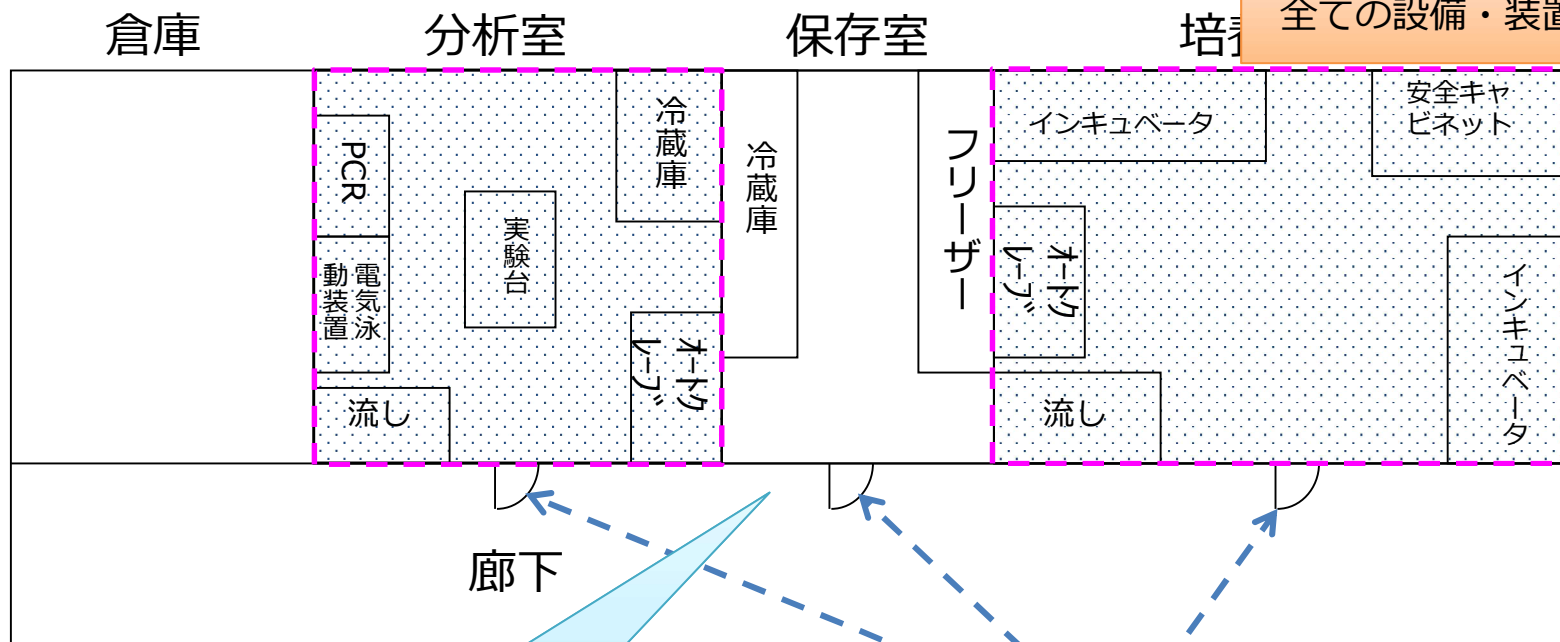 倉庫
分析室
保存室
培
全ての設備・装置
PCR
電気泳
動装置
流し
実験台
冷蔵庫
オートク
レーブ
冷蔵庫
フリーザー
インキュベータ
安全キャ
ビネット
オートク
レーブ
流し
インキュベータ
廊下